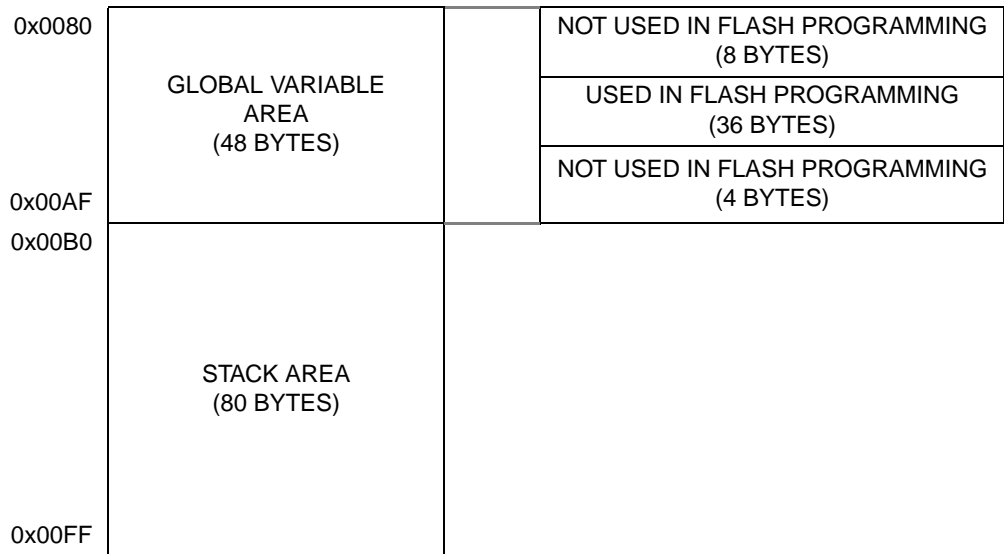 0x0080
GLOBAL VARIABLE
AREA
(48 BYTES)
0x00AF
NOT USED IN FLASH PROGRAMMING
(8 BYTES)
USED IN FLASH PROGRAMMING
(36 BYTES)
NOT USED IN FLASH PROGRAMMING
(4 BYTES)
0x00B0
STACK AREA
(80 BYTES)
0x00FF